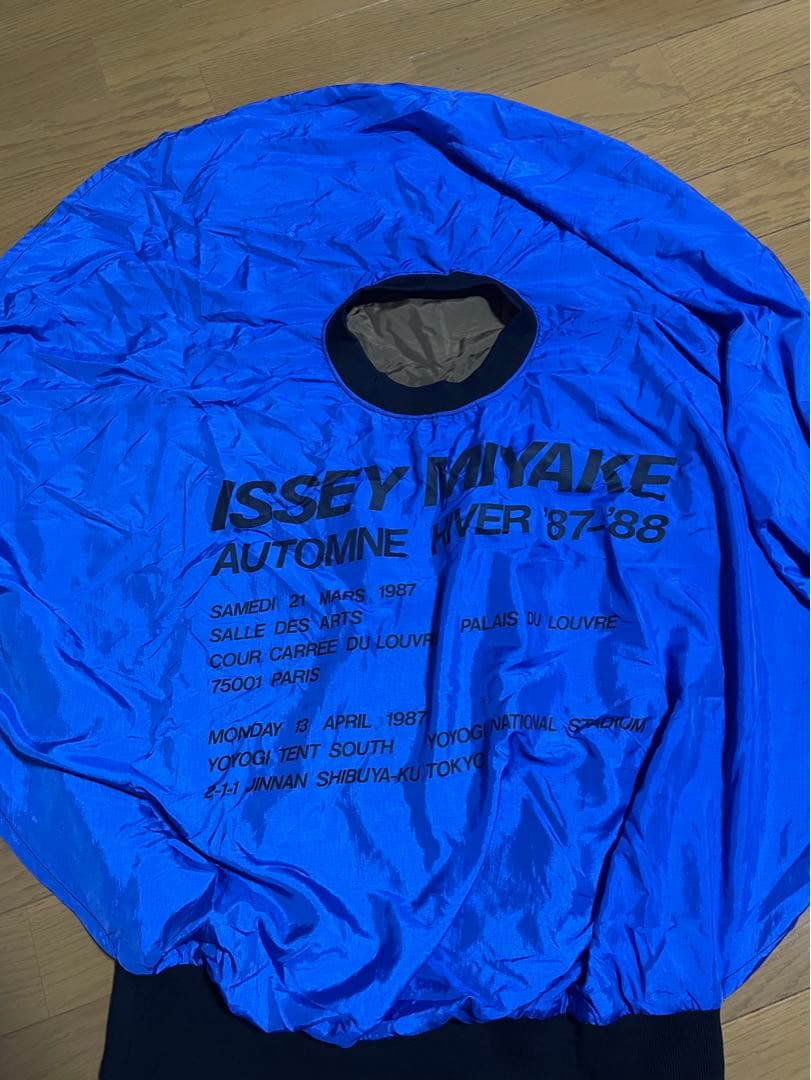 ISSEY MIYAKE
AUTOMNE HIVER '87-'88
SAMEDI 21 MARS 1987
SALLE DES ARTS
COUR CARRÉE DU LOUVRE PALAIS DU LOUVRE
75001 PARIS
MONDAY 13 APRIL 1987
YOYOGI TENT SOUTH YOYOGI NATIONAL STADIUM
2-1-1 JINNAN SHIBUYA-KU TOKYO